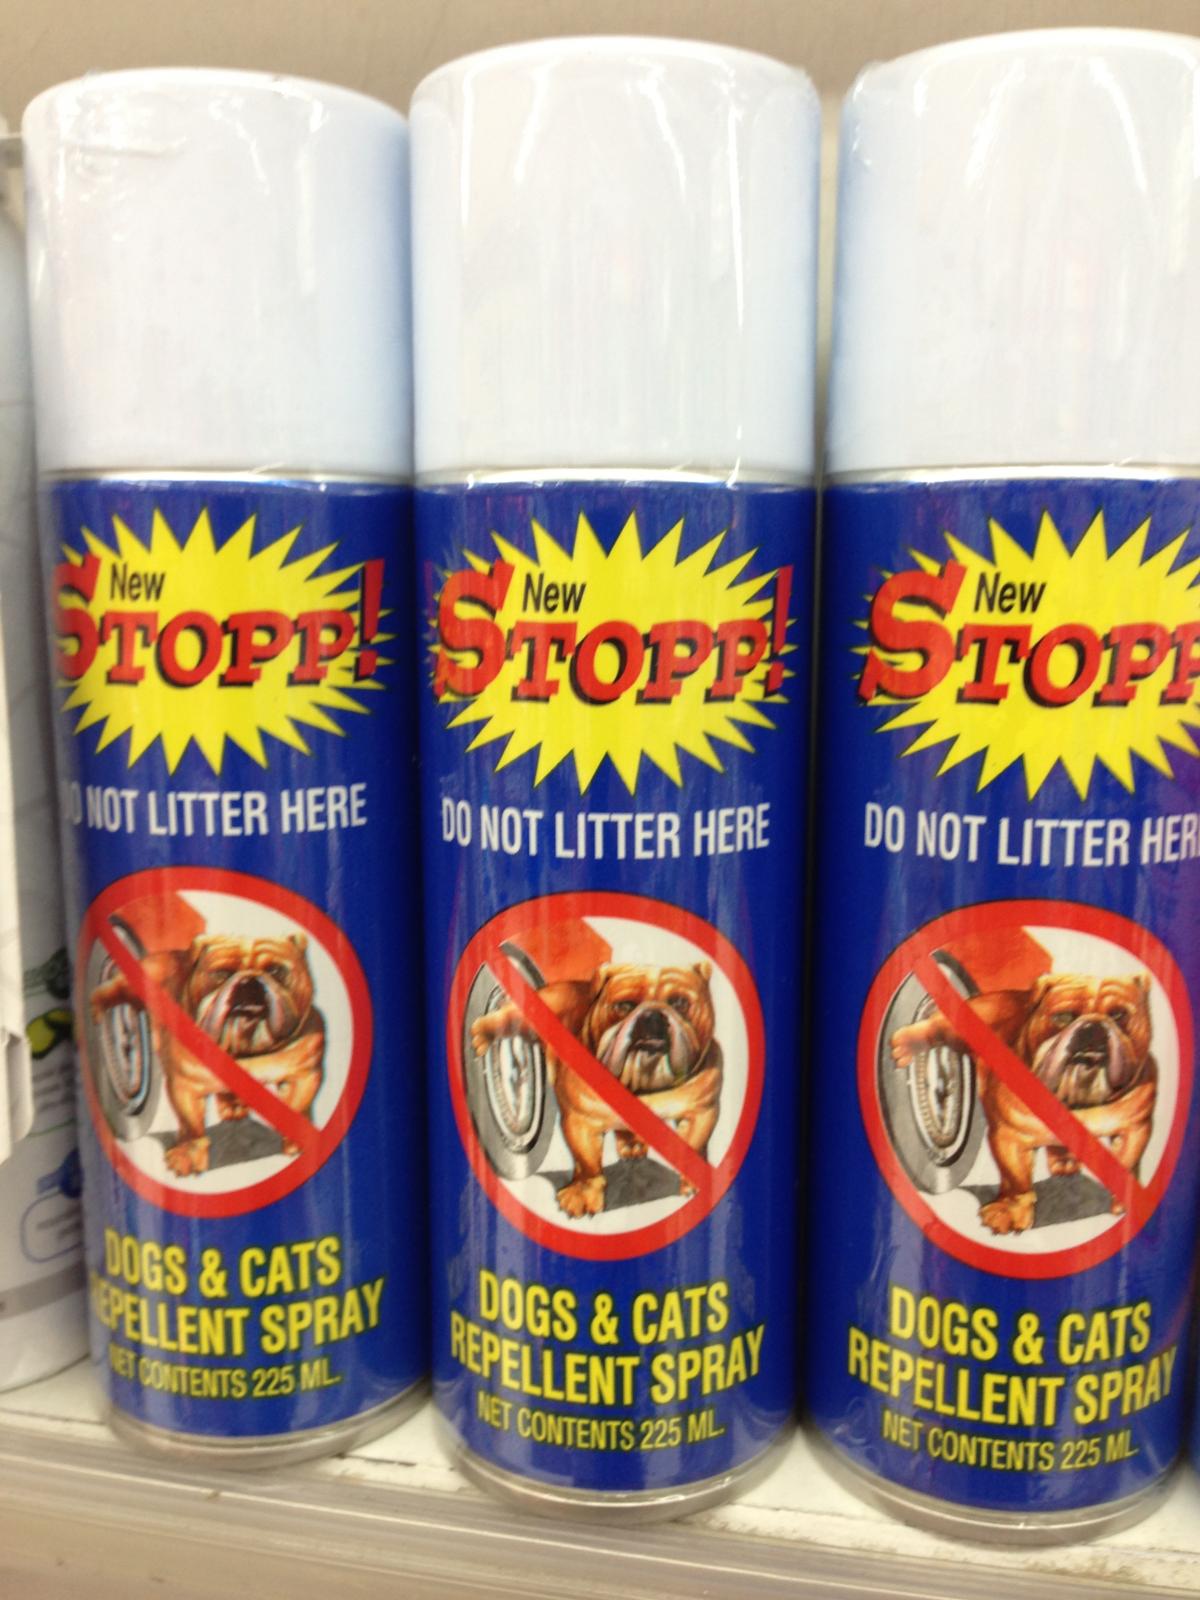 New
STOPP!
DO NOT LITTER HERE
DOGS & CATS
REPELLENT SPRAY
NET CONTENTS 225 ML.
New
STOPP!
DO NOT LITTER HERE
DOGS & CATS
REPELLENT SPRAY
NET CONTENTS 225 ML.
New
STOPP
DO NOT LITTER HER
DOGS & CATS
REPELLENT SPRAY
NET CONTENTS 225 ML.